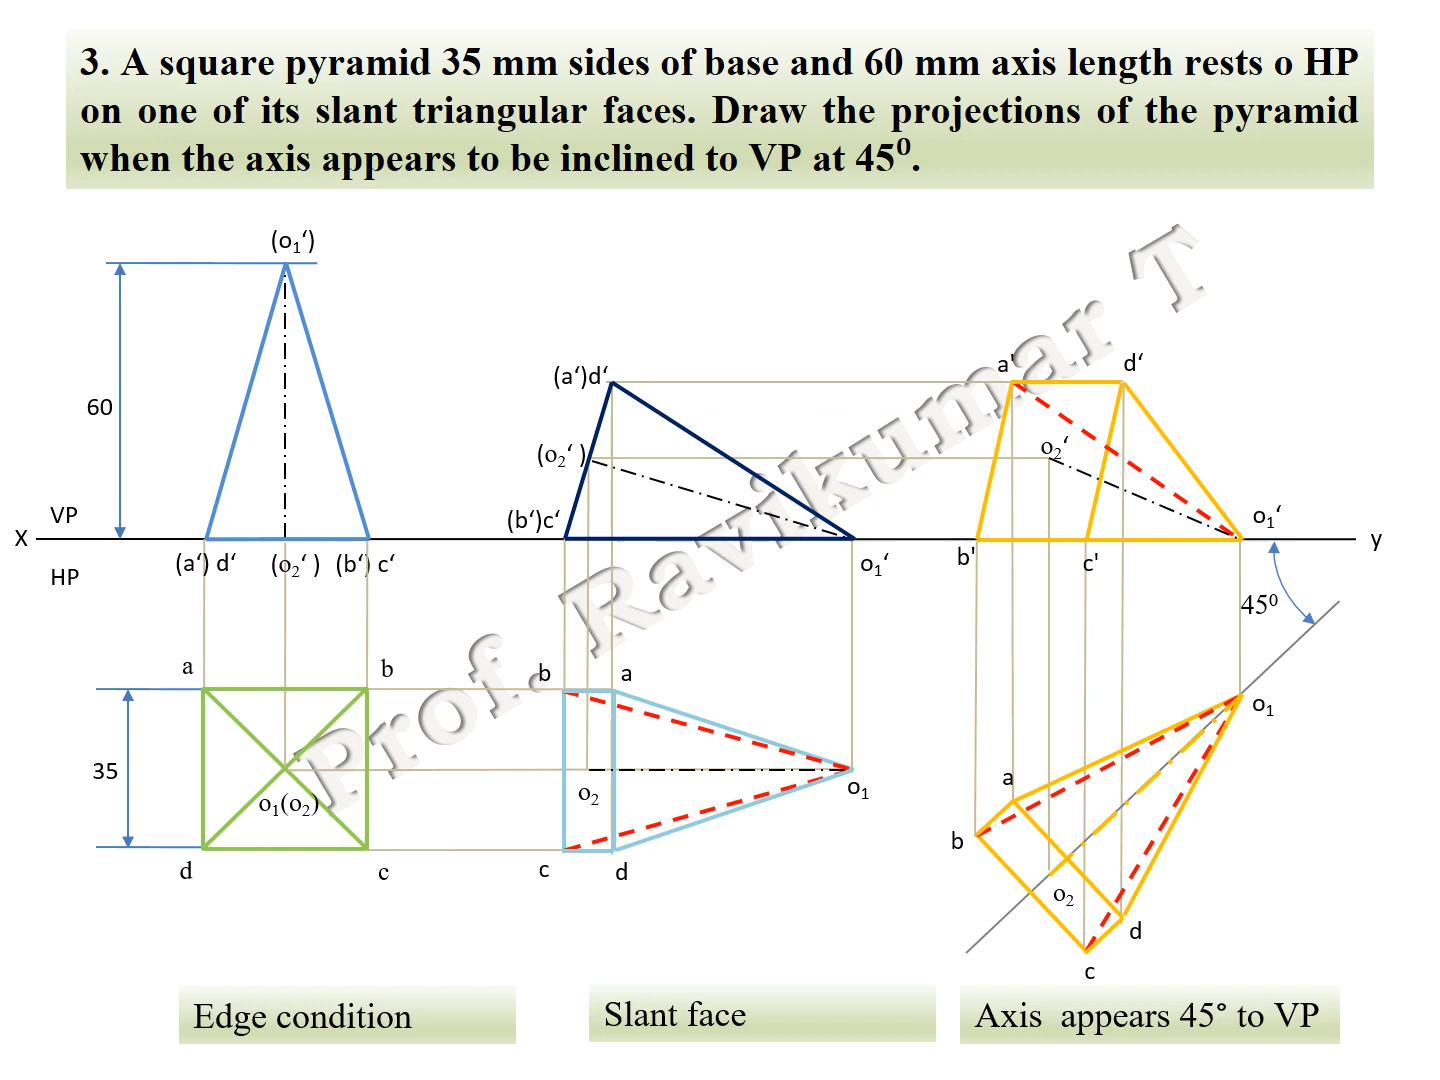 3. A square pyramid 35 mm sides of base and 60 mm axis length rests o HP
on one of its slant triangular faces. Draw the projections of the pyramid
when the axis appears to be inclined to VP at 45⁰.
(o₁‘)
60
VP
X
HP
(a‘) d‘
(o₂‘ )
(b‘) c‘
a
b
35
o₁(o₂)
d
c
(a‘)d‘
(o₂‘ )
(b‘)c‘
o₁‘
b
a
o₂
o₁
c
d
a'
d‘
o₂‘
o₁‘
y
b'
c'
45⁰
o₁
a
b
o₂
d
c
Prof. Ravikumar T
Edge condition
Slant face
Axis appears 45° to VP